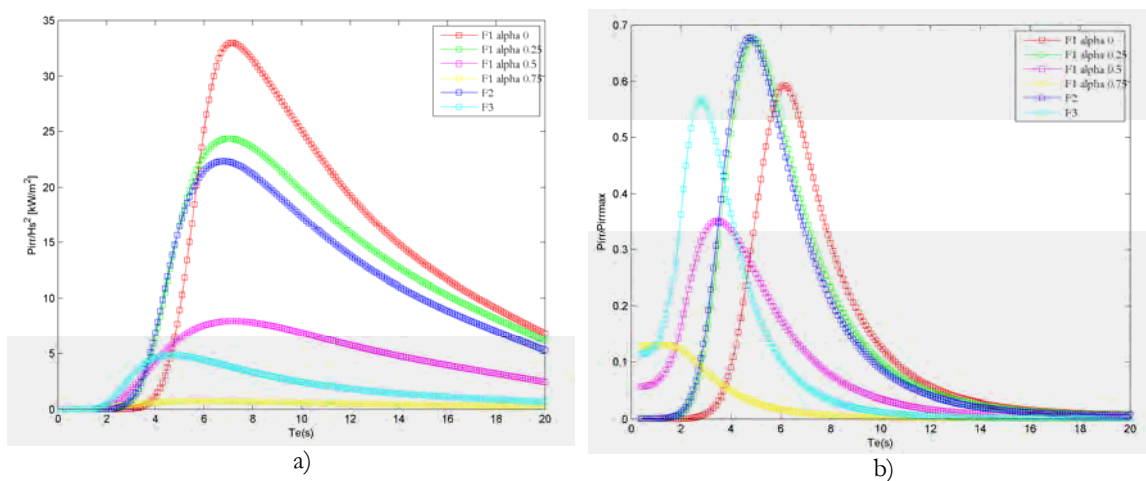 35
30
25
20
15
10
5
0
Pirr/Hs² [kW/m²]
F1 alpha 0
F1 alpha 0.25
F1 alpha 0.5
F1 alpha 0.75
F2
F3
0 2 4 6 8 10 12 14 16 18 20
Te(s)
a)
0.7
0.6
0.5
0.4
0.3
0.2
0.1
0
Pirr/Pirrmax
F1 alpha 0
F1 alpha 0.25
F1 alpha 0.5
F1 alpha 0.75
F2
F3
0 2 4 6 8 10 12 14 16 18 20
Te(s)
b)